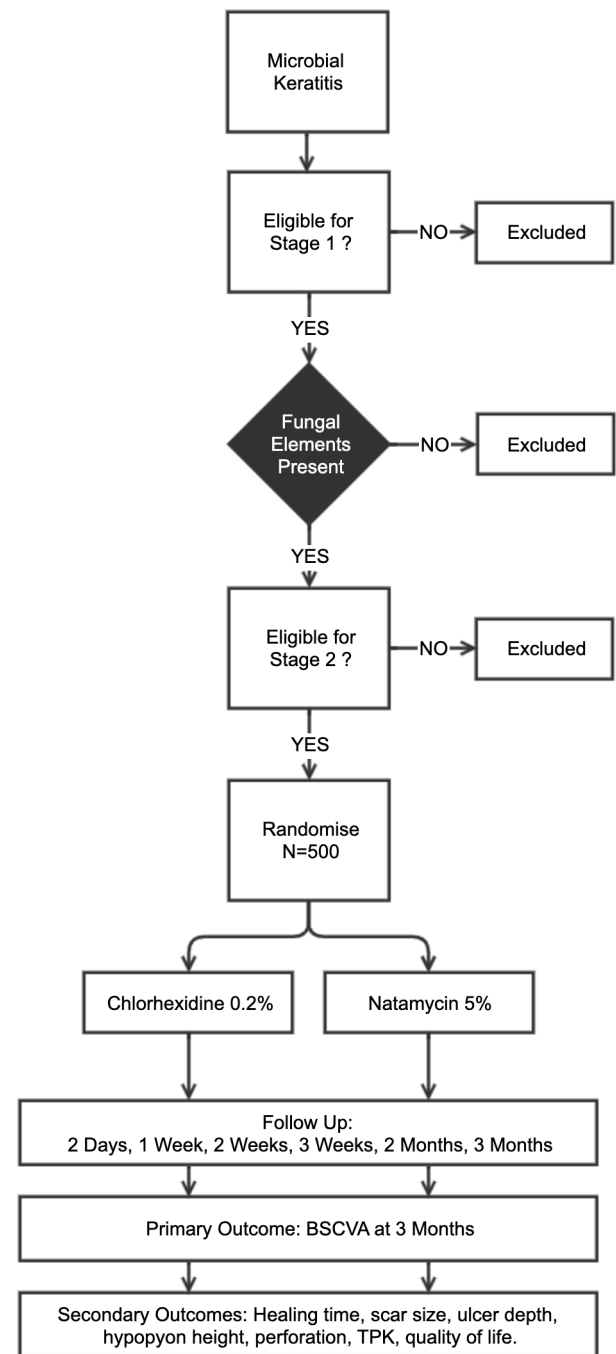 Microbial
Keratitis
Eligible for
Stage 1 ?
NO
Excluded
YES
Fungal
Elements
Present
NO
Excluded
YES
Eligible for
Stage 2 ?
NO
Excluded
YES
Randomise
N=500
Chlorhexidine 0.2%
Natamycin 5%
Follow Up:
2 Days, 1 Week, 2 Weeks, 3 Weeks, 2 Months, 3 Months
Primary Outcome: BSCVA at 3 Months
Secondary Outcomes: Healing time, scar size, ulcer depth,
hypopyon height, perforation, TPK, quality of life.